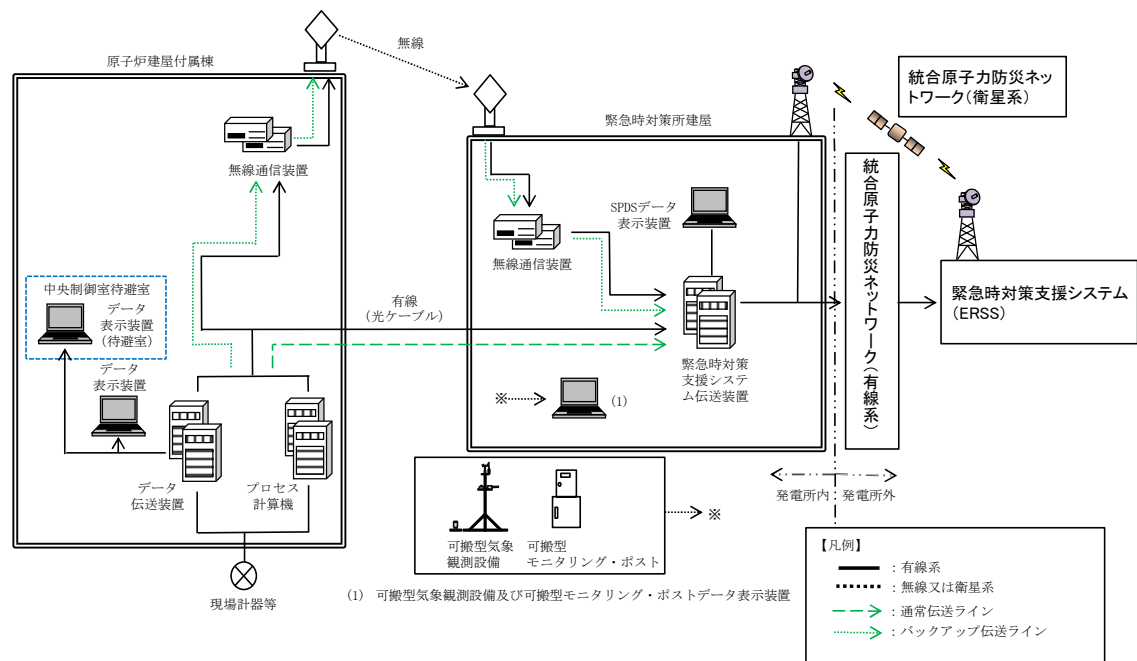 無線
原子炉建屋付属棟
統合原子力防災ネッ
トワーク(衛星系)
緊急時対策所建屋
無線通信装置
SPDSデータ
表示装置
無線通信装置
統合原子力防災ネットワーク(有線系)
緊急時対策支援システム
(ERSS)
中央制御室待避室
データ
表示装置
(待避室)
有線
(光ケーブル)
データ
表示装置
緊急時対策
支援システ
ム伝送装置
※
(1)
データ
伝送装置
プロセス
計算機
発電所内
発電所外
※
可搬型気象
観測設備
可搬型
モニタリング・ポスト
現場計器等
(1) 可搬型気象観測設備及び可搬型モニタリング・ポストデータ表示装置
【凡例】
:有線系
:無線又は衛星系
:通常伝送ライン
:バックアップ伝送ライン